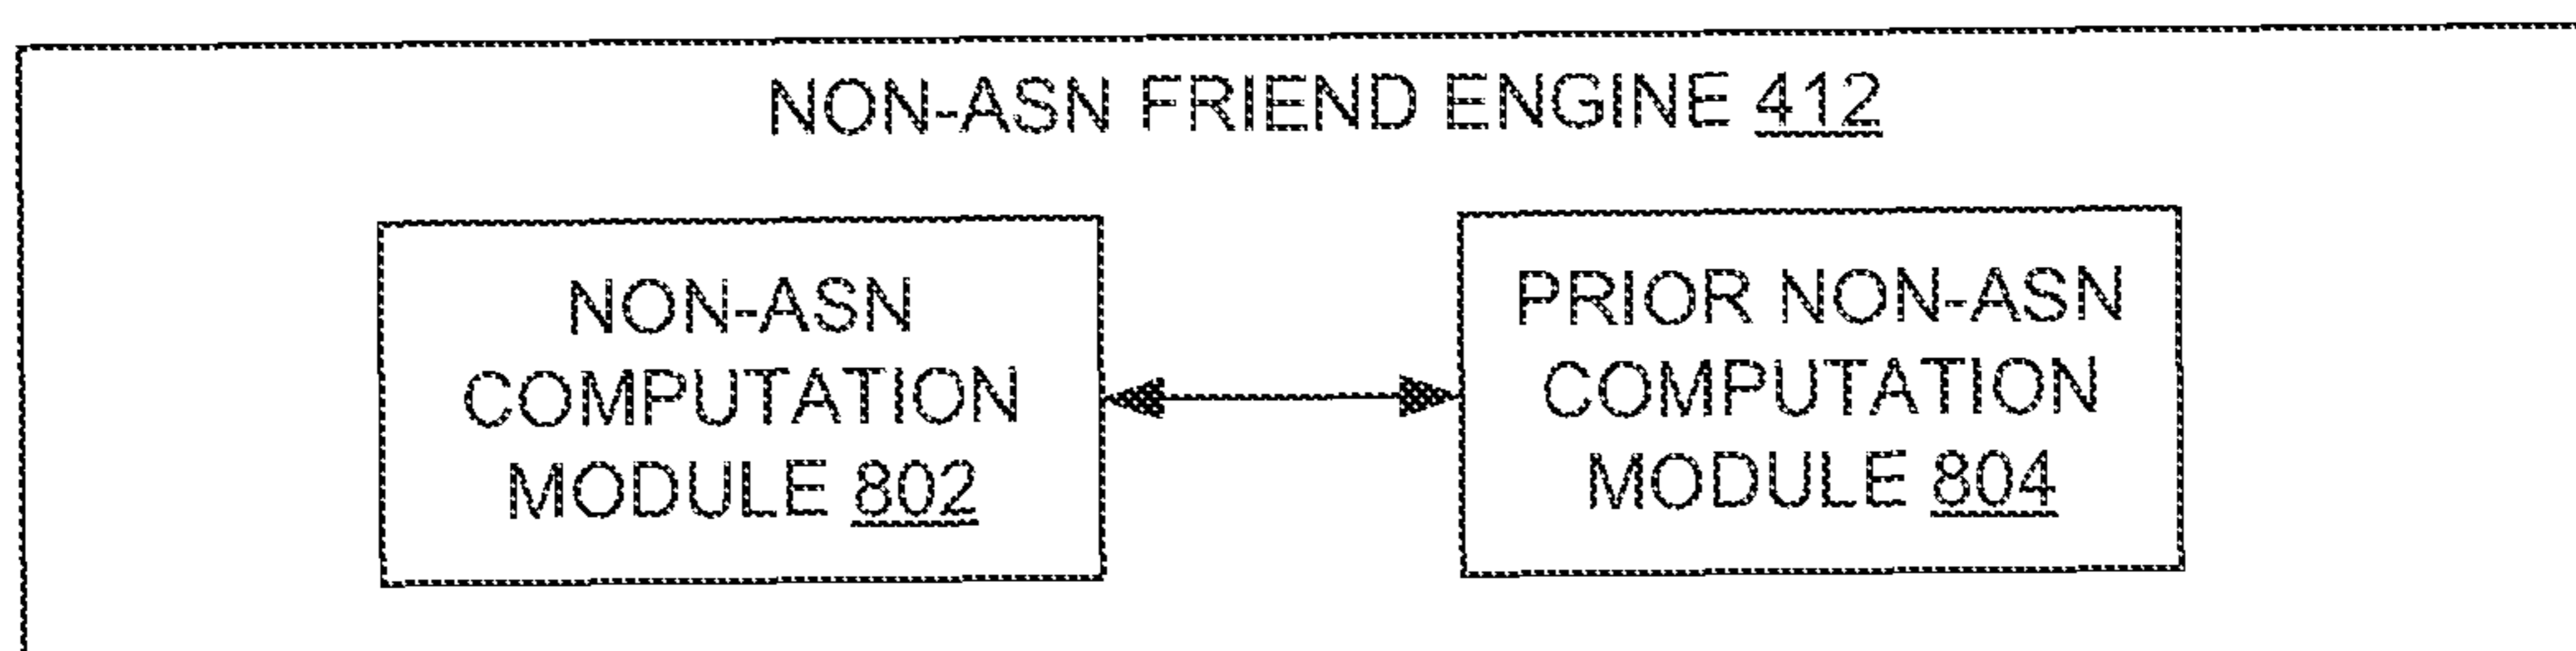 NON-ASN FRIEND ENGINE 412
NON-ASN
COMPUTATION
MODULE 802
PRIOR NON-ASN
COMPUTATION
MODULE 804